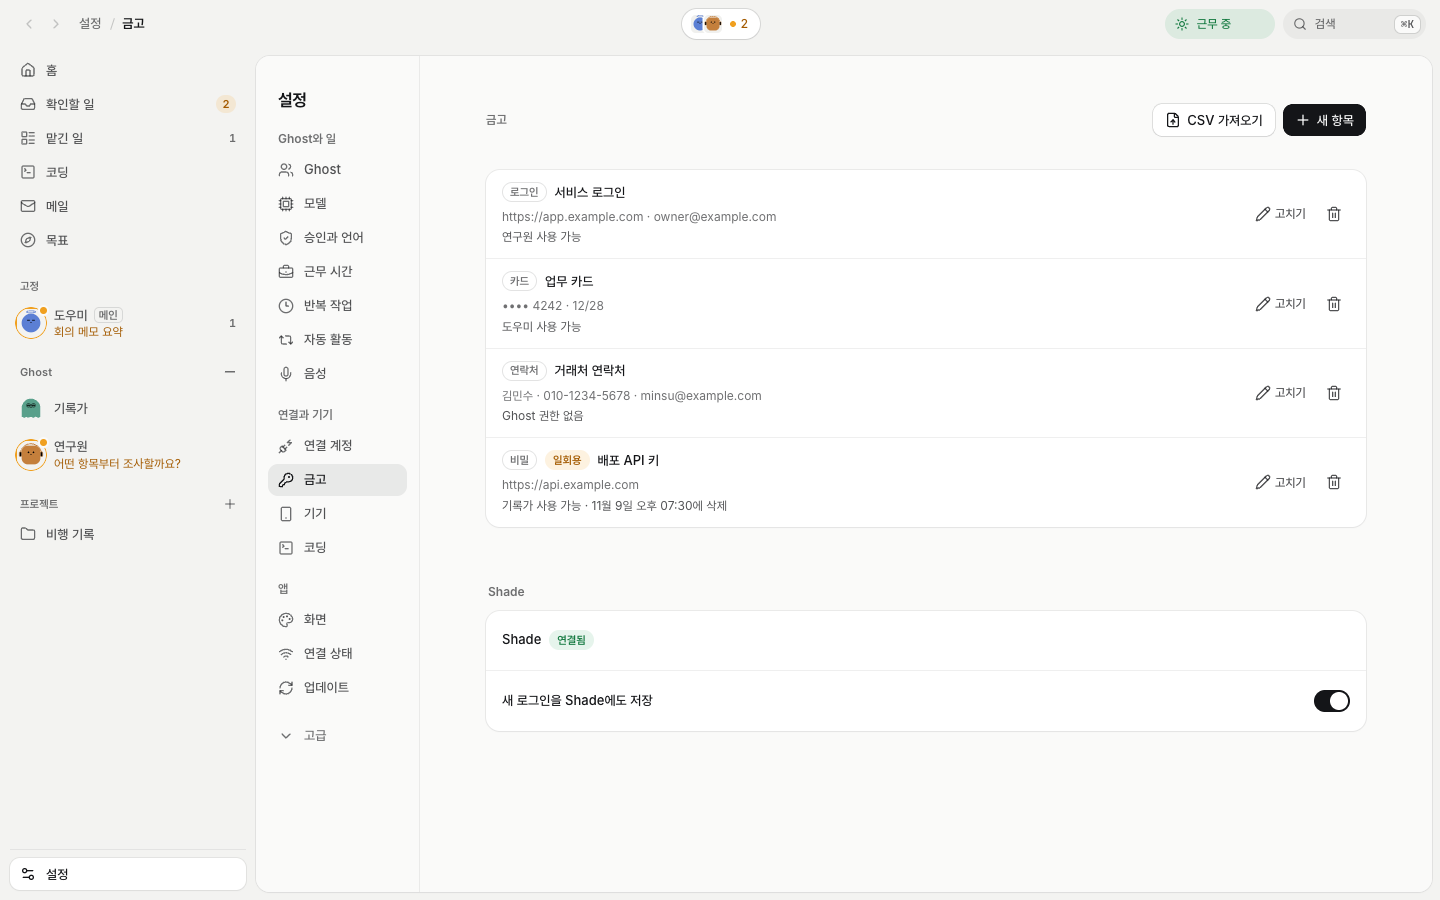 설정 / 금고
2
근무 중
검색
⌘K
홈
확인할 일
2
맡긴 일
1
코딩
메일
목표
고정
도우미 메인
회의 메모 요약
1
Ghost
기록가
연구원
어떤 항목부터 조사할까요?
프로젝트
비행 기록
설정
설정
Ghost와 일
Ghost
모델
승인과 언어
근무 시간
반복 작업
자동 활동
음성
연결과 기기
연결 계정
금고
기기
코딩
앱
화면
연결 상태
업데이트
고급
금고
CSV 가져오기
새 항목
로그인 서비스 로그인
https://app.example.com · owner@example.com
연구원 사용 가능
고치기
카드 업무 카드
•••• 4242 · 12/28
도우미 사용 가능
고치기
연락처 거래처 연락처
김민수 · 010-1234-5678 · minsu@example.com
Ghost 권한 없음
고치기
비밀 일회용 배포 API 키
https://api.example.com
기록가 사용 가능 · 11월 9일 오후 07:30에 삭제
고치기
Shade
Shade 연결됨
새 로그인을 Shade에도 저장